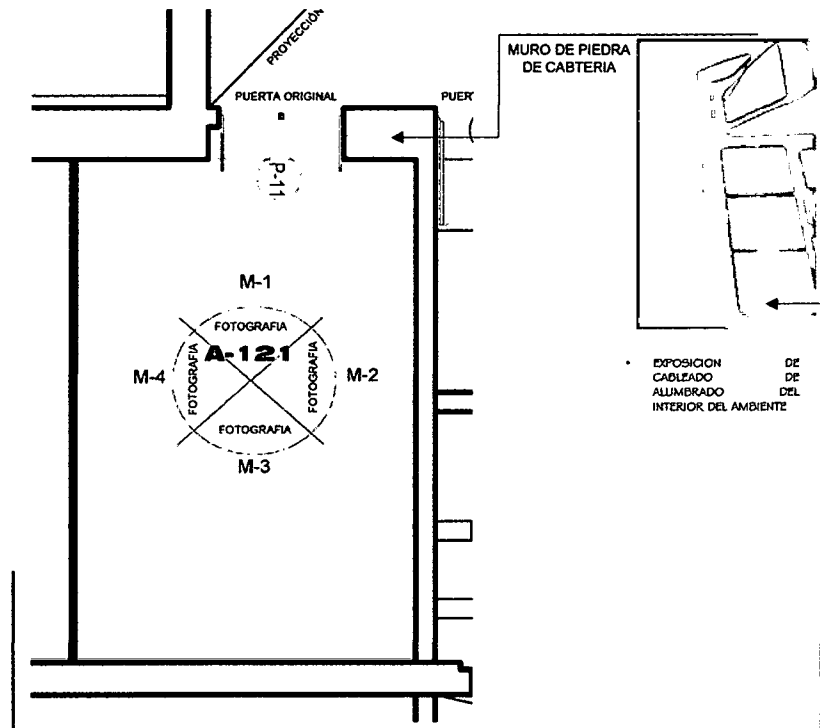 PROYECCIÓN
MURO DE PIEDRA
DE CABTERIA
PUERTA ORIGINAL
P-11
M-1
FOTOGRAFIA
A-121
M-4
FOTOGRAFIA
FOTOGRAFIA
M-2
FOTOGRAFIA
M-3
EXPOSICION DE
CABLEADO DE
ALUMBRADO DEL
INTERIOR DEL AMBIENTE